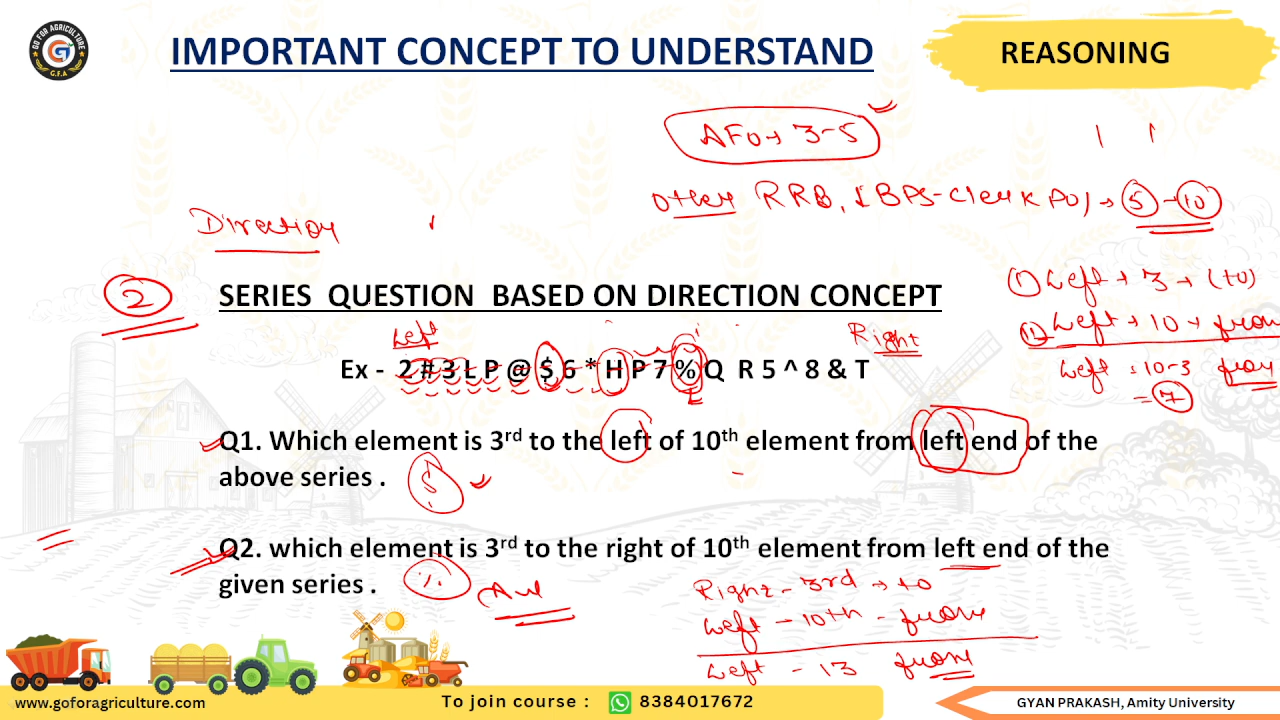 GO FOR AGRICULTURE
G.F.A
IMPORTANT CONCEPT TO UNDERSTAND
REASONING
AFO → 3-5
Other RRB, IBPS-Clerk PO) → 5 - 10
Direction
2
SERIES QUESTION BASED ON DIRECTION CONCEPT
(I) Left → 3 → (to)
(II) Left → 10 → from
Left = 10-3 from
= 7
Left
Right
Ex - 2 # 3 L P @ $ 6 * H P 7 % Q R 5 ^ 8 & T
Q1. Which element is 3rd to the left of 10th element from left end of the
above series .
$
Q2. which element is 3rd to the right of 10th element from left end of the
given series .
% Ans
Right - 3rd → to
Left - 10th - from
Left - 13 from
www.goforagriculture.com
To join course : 8384017672
GYAN PRAKASH, Amity University